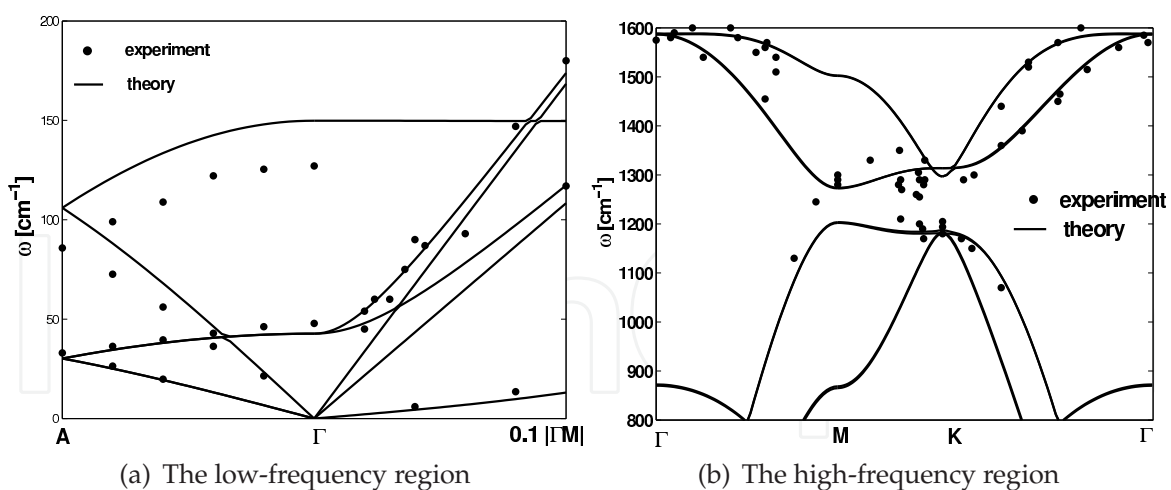 200
150
100
50
0
ω [cm⁻¹]
experiment
theory
A
Γ
0.1 |ΓM|
(a) The low-frequency region
1600
1500
1400
1300
1200
1100
1000
900
800
ω [cm⁻¹]
experiment
theory
Γ
M
K
Γ
(b) The high-frequency region